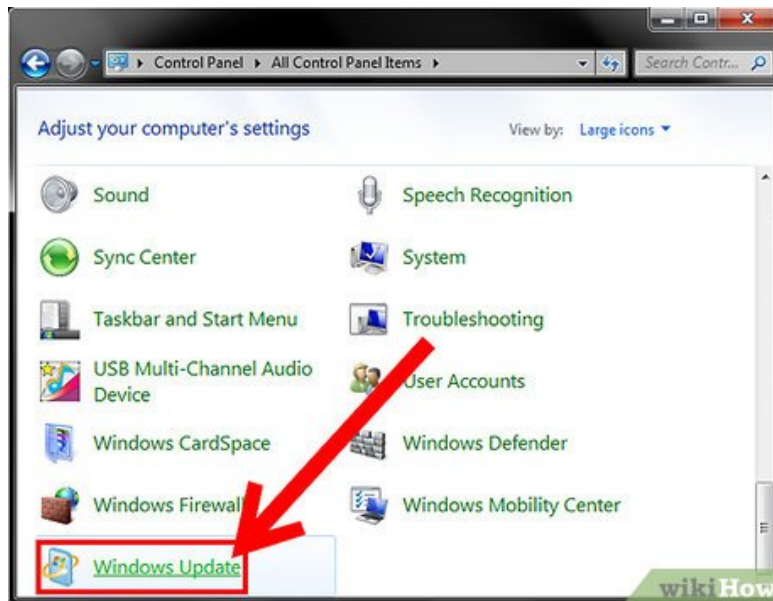 Control Panel
All Control Panel Items
Search Contr...
Adjust your computer's settings
View by: Large icons
Sound
Speech Recognition
Sync Center
System
Taskbar and Start Menu
Troubleshooting
USB Multi-Channel Audio
Device
User Accounts
Windows CardSpace
Windows Defender
Windows Firewall
Windows Mobility Center
Windows Update
wikiHow